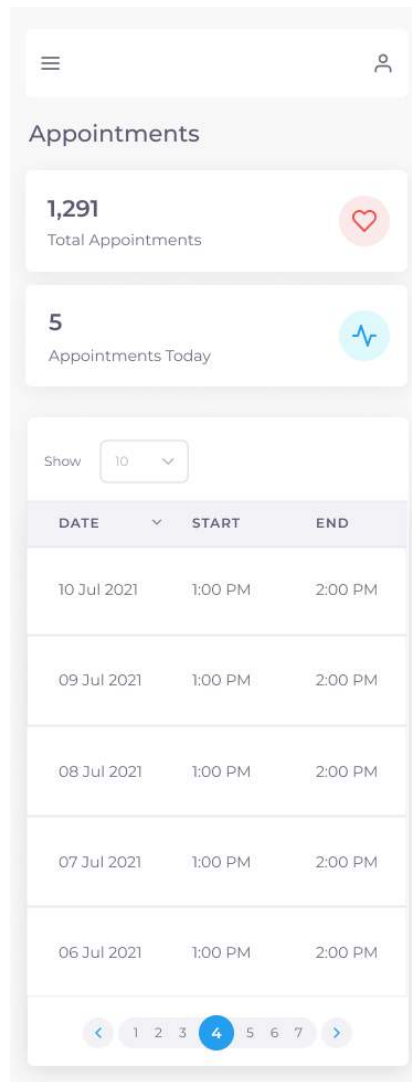 Appointments
1,291
Total Appointments
5
Appointments Today
Show 10
DATE START END
10 Jul 2021 1:00 PM 2:00 PM
09 Jul 2021 1:00 PM 2:00 PM
08 Jul 2021 1:00 PM 2:00 PM
07 Jul 2021 1:00 PM 2:00 PM
06 Jul 2021 1:00 PM 2:00 PM
1 2 3 4 5 6 7